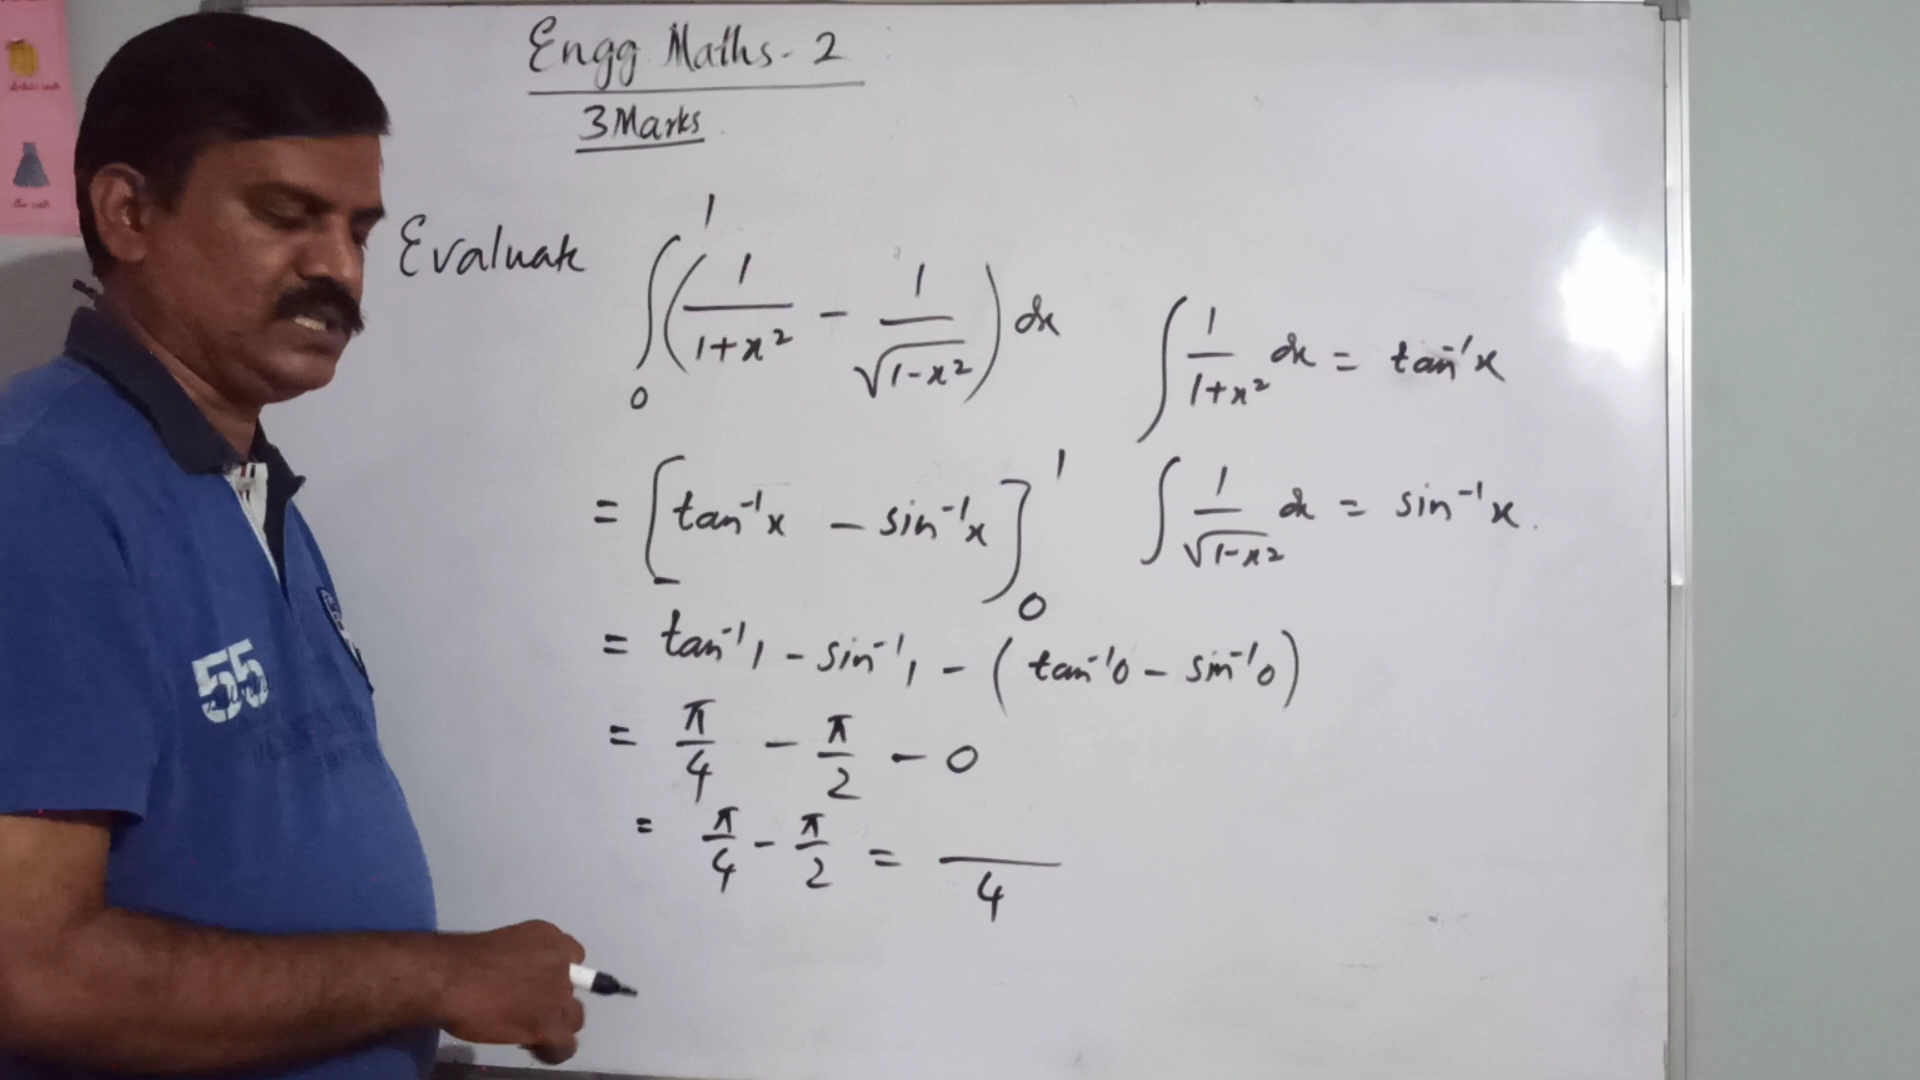 Engg Maths - 2
3 Marks
Evaluate ∫₀¹ (1/(1+x²) − 1/√(1−x²)) dx
∫ 1/(1+x²) dx = tan⁻¹x
= [tan⁻¹x − sin⁻¹x]₀¹
∫ 1/√(1−x²) dx = sin⁻¹x.
= tan⁻¹1 − sin⁻¹1 − (tan⁻¹0 − sin⁻¹0)
= π/4 − π/2 − 0
= π/4 − π/2 = /4
55